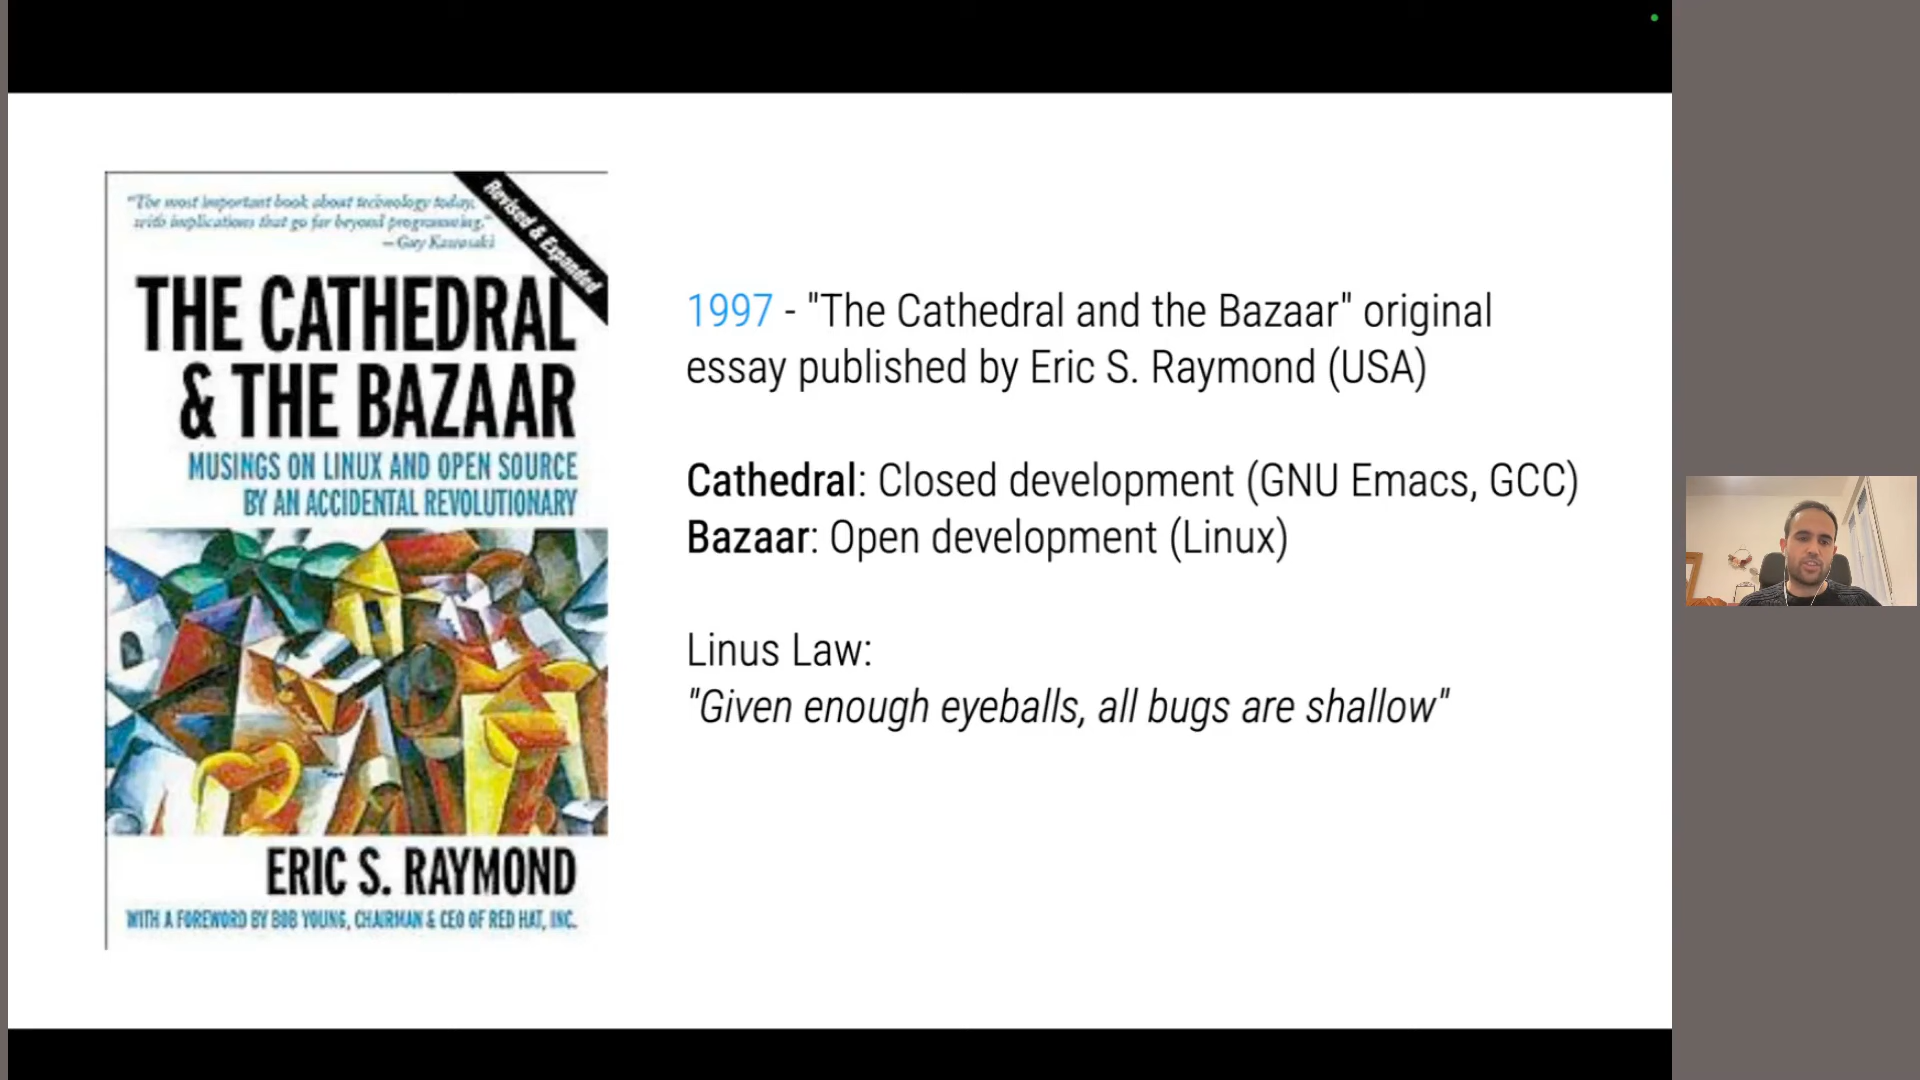 "The most important book about technology today,
with implications that go far beyond programming."
—Guy Kawasaki
Revised & Expanded
THE CATHEDRAL
& THE BAZAAR
MUSINGS ON LINUX AND OPEN SOURCE
BY AN ACCIDENTAL REVOLUTIONARY
ERIC S. RAYMOND
WITH A FOREWORD BY BOB YOUNG, CHAIRMAN & CEO OF RED HAT, INC.
1997 - "The Cathedral and the Bazaar" original
essay published by Eric S. Raymond (USA)
Cathedral: Closed development (GNU Emacs, GCC)
Bazaar: Open development (Linux)
Linus Law:
"Given enough eyeballs, all bugs are shallow"